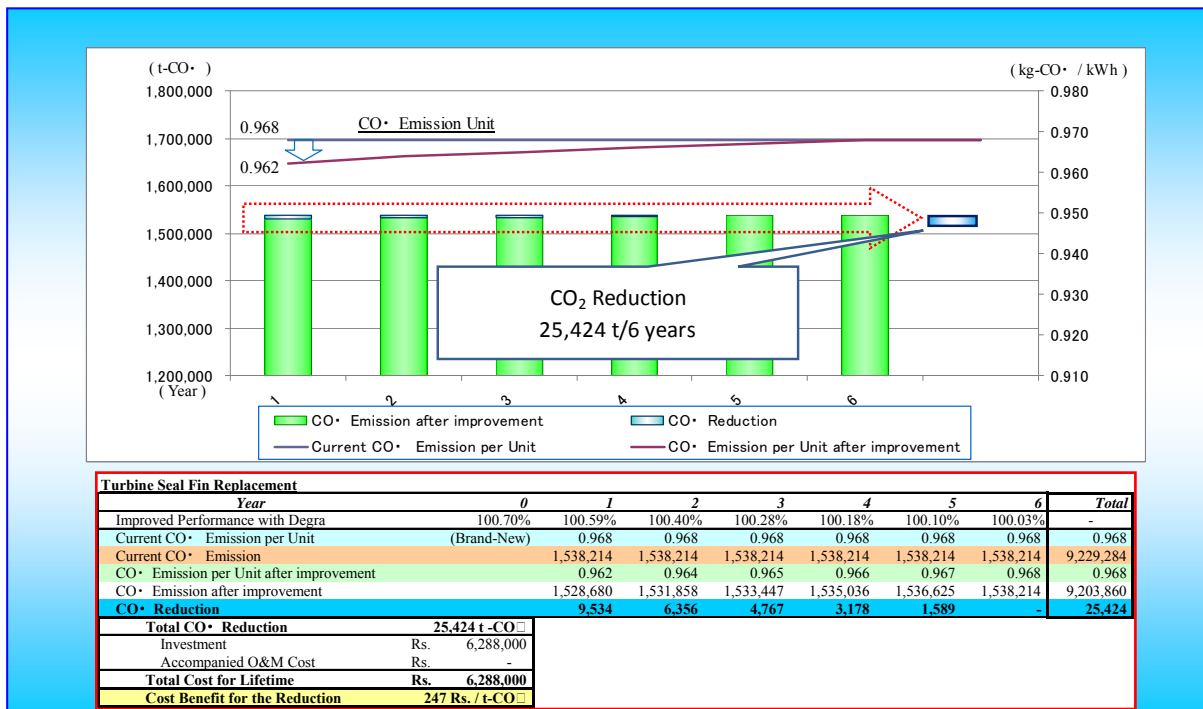 ( t-CO・ )
(kg-CO・ / kWh )
1,800,000
1,700,000
1,600,000
1,500,000
1,400,000
1,300,000
1,200,000
( Year )
0.980
0.970
0.960
0.950
0.940
0.930
0.920
0.910
0.968
CO・ Emission Unit
0.962
CO₂ Reduction
25,424 t/6 years
1 2 3 4 5 6
CO・ Emission after improvement CO・ Reduction
Current CO・ Emission per Unit CO・ Emission per Unit after improvement
Turbine Seal Fin Replacement
Year 0 1 2 3 4 5 6 Total
Improved Performance with Degra 100.70% 100.59% 100.40% 100.28% 100.18% 100.10% 100.03% -
Current CO・ Emission per Unit (Brand-New) 0.968 0.968 0.968 0.968 0.968 0.968 0.968
Current CO・ Emission 1,538,214 1,538,214 1,538,214 1,538,214 1,538,214 1,538,214 9,229,284
CO・ Emission per Unit after improvement 0.962 0.964 0.965 0.966 0.967 0.968 0.968
CO・ Emission after improvement 1,528,680 1,531,858 1,533,447 1,535,036 1,536,625 1,538,214 9,203,860
CO・ Reduction 9,534 6,356 4,767 3,178 1,589 - 25,424
Total CO・ Reduction 25,424 t -CO□
Investment Rs. 6,288,000
Accompanied O&M Cost Rs. -
Total Cost for Lifetime Rs. 6,288,000
Cost Benefit for the Reduction 247 Rs. / t-CO□